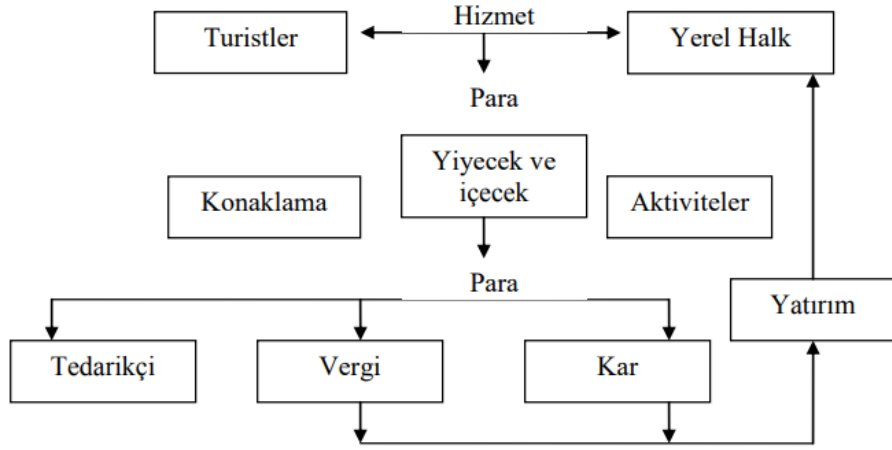 Hizmet
Turistler
Yerel Halk
Para
Yiyecek ve
içecek
Konaklama
Aktiviteler
Para
Yatırım
Tedarikçi
Vergi
Kar